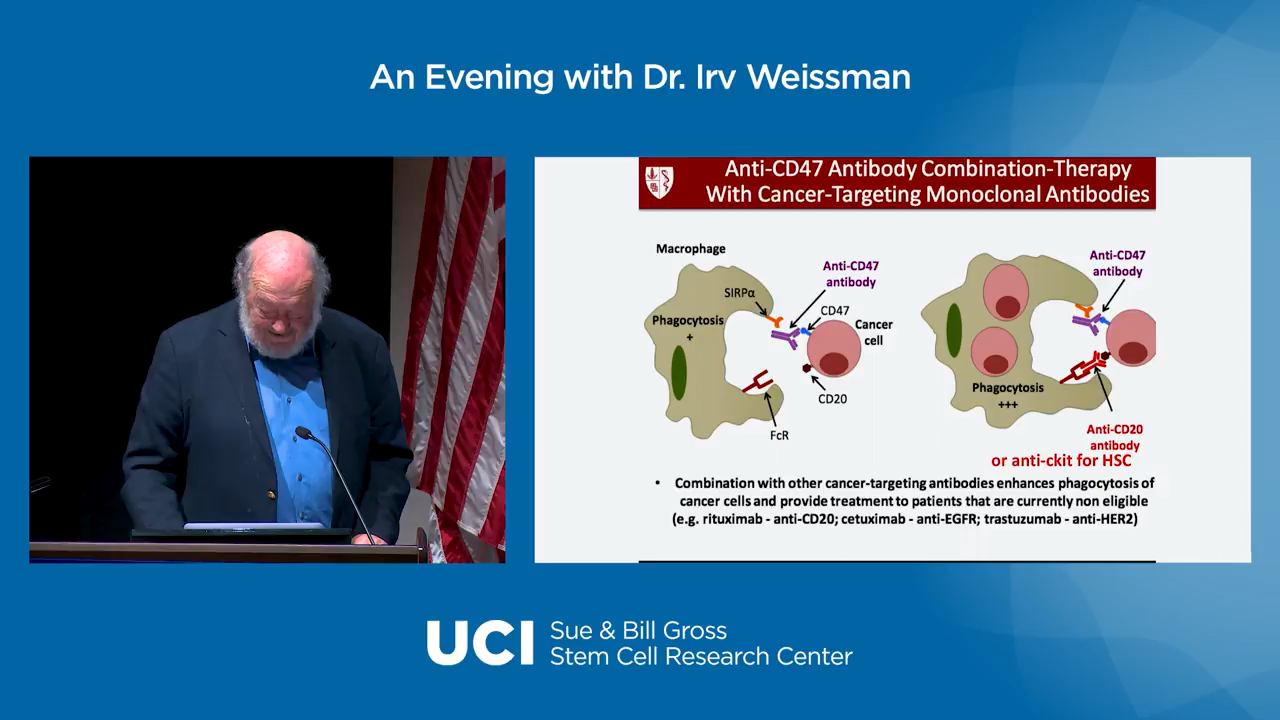 An Evening with Dr. Irv Weissman
Anti-CD47 Antibody Combination-Therapy
With Cancer-Targeting Monoclonal Antibodies
Macrophage
Anti-CD47
antibody
SIRPα
CD47
Phagocytosis
+
Cancer
cell
CD20
FcR
Anti-CD47
antibody
Phagocytosis
+++
Anti-CD20
antibody
or anti-ckit for HSC
• Combination with other cancer-targeting antibodies enhances phagocytosis of
cancer cells and provide treatment to patients that are currently non eligible
(e.g. rituximab - anti-CD20; cetuximab - anti-EGFR; trastuzumab - anti-HER2)
UCI
Sue & Bill Gross
Stem Cell Research Center